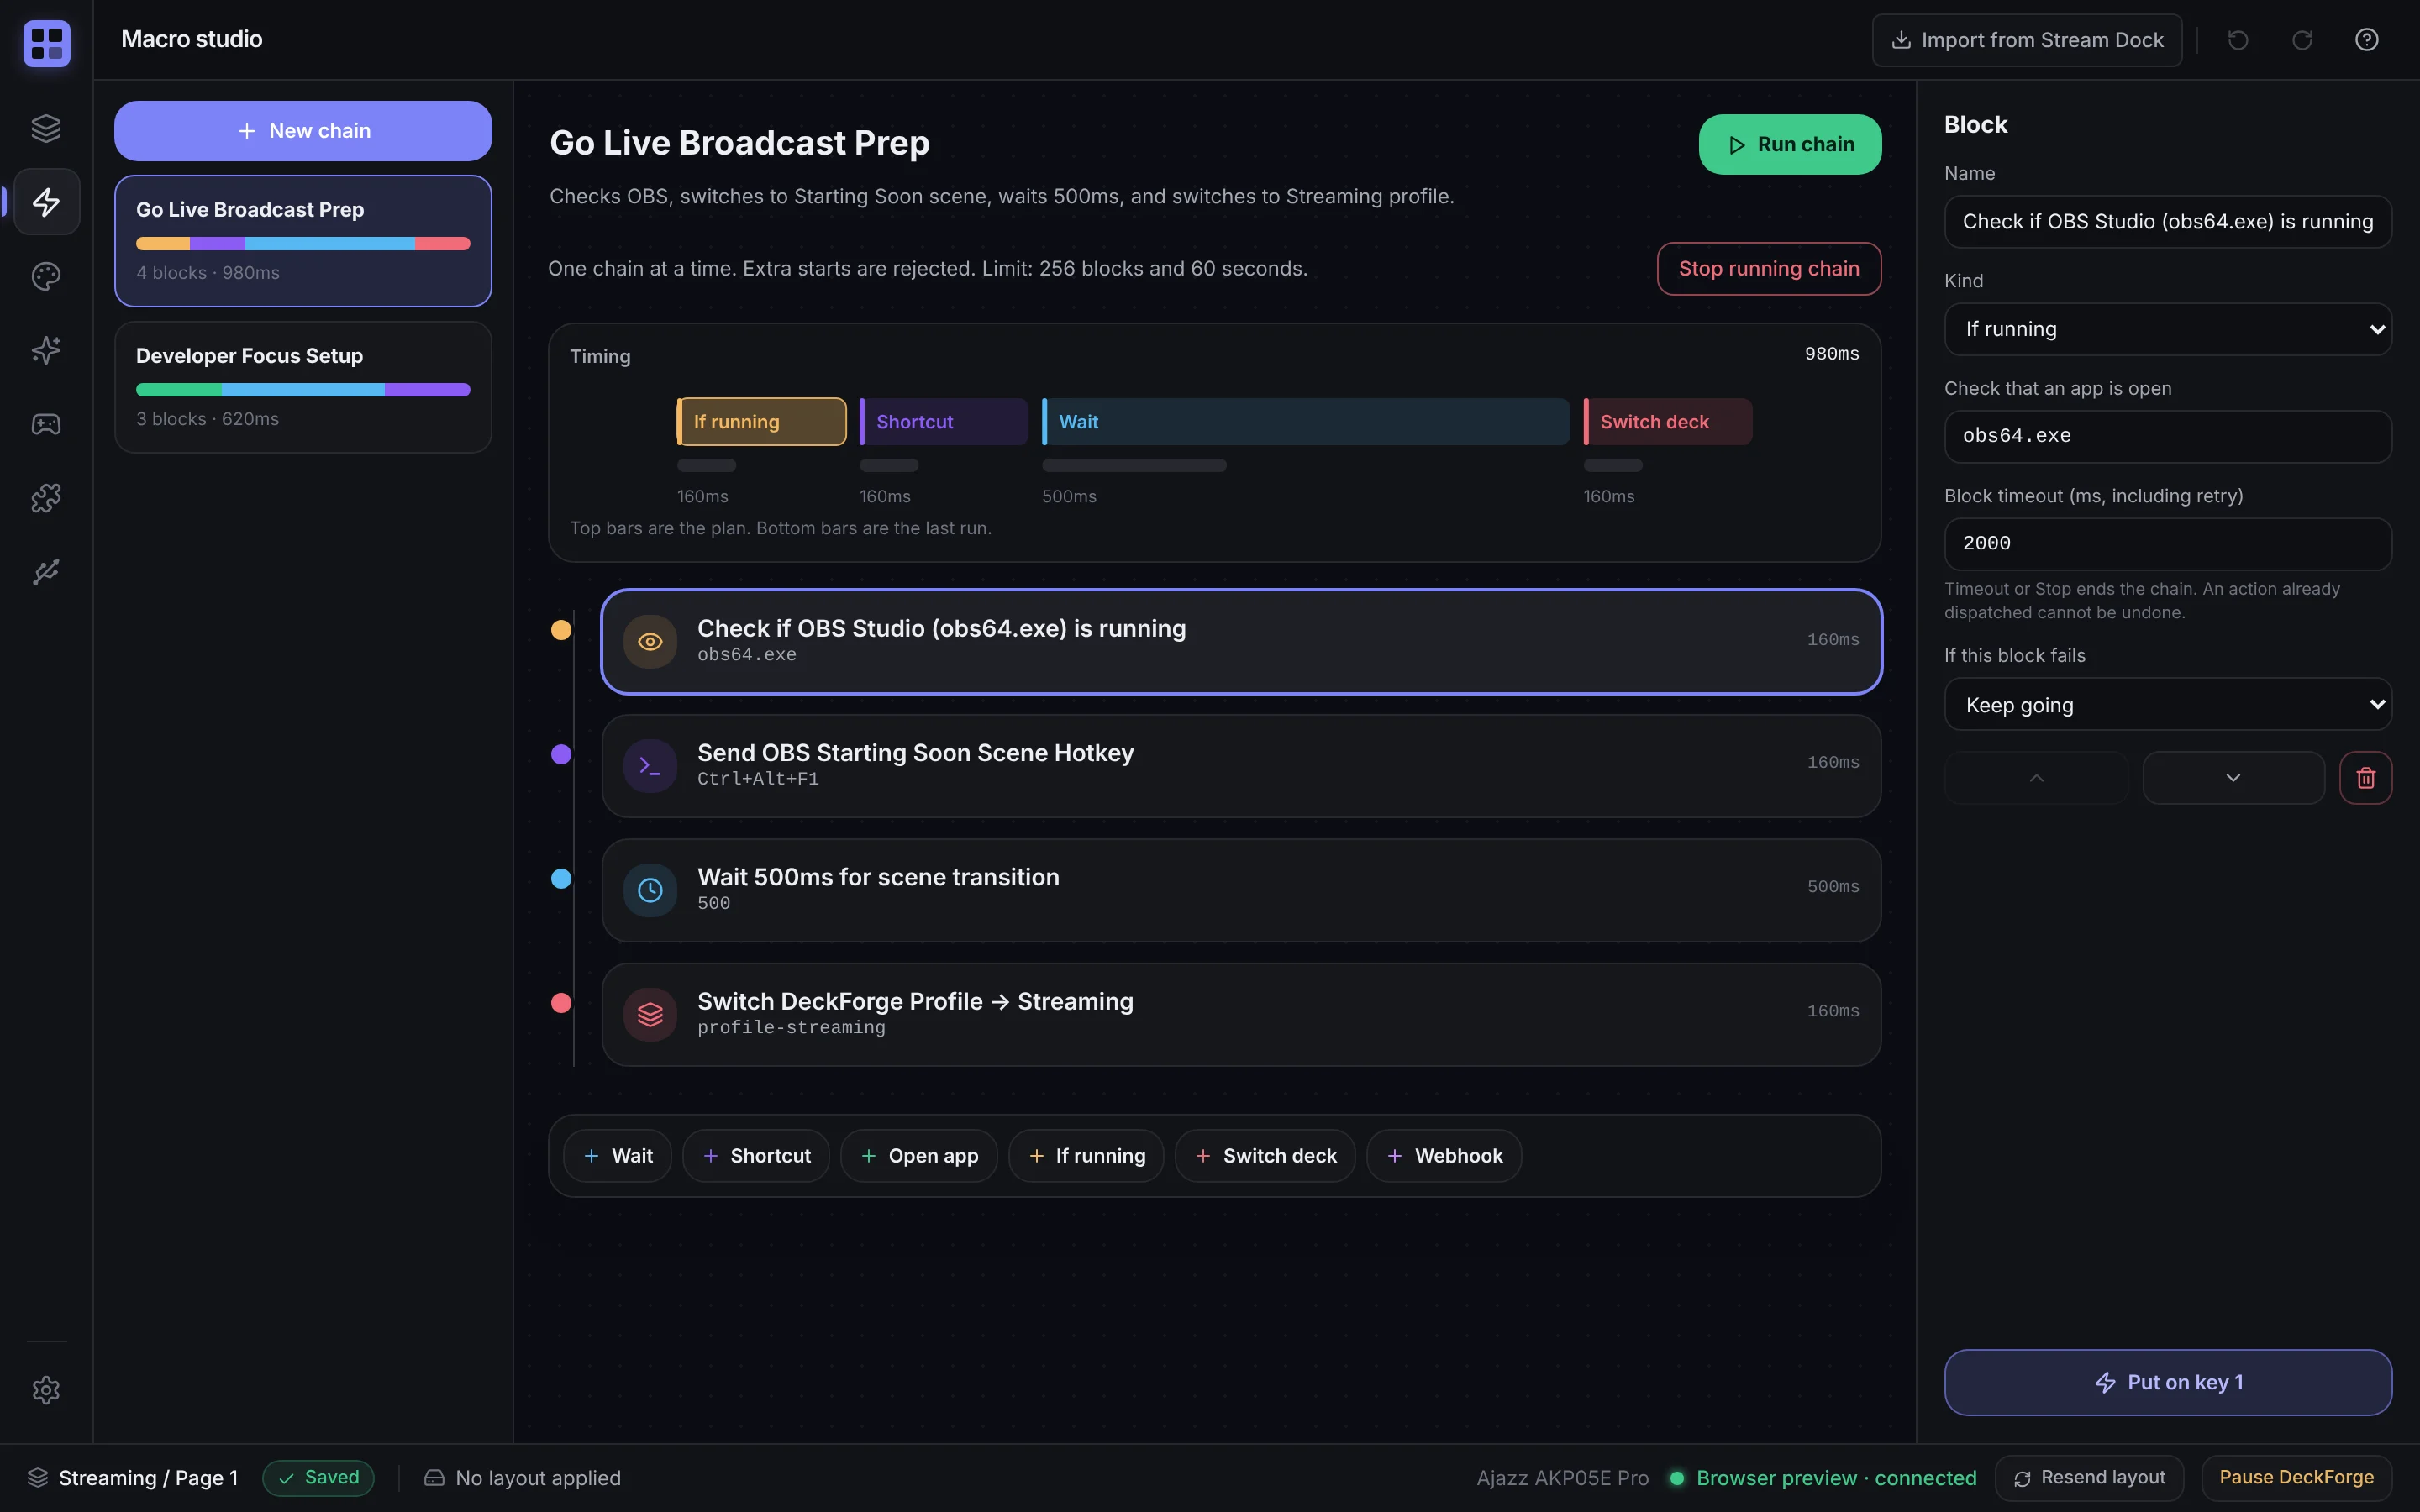 Macro studio
Import from Stream Dock
New chain
Go Live Broadcast Prep
4 blocks · 980ms
Developer Focus Setup
3 blocks · 620ms
Go Live Broadcast Prep
Run chain
Checks OBS, switches to Starting Soon scene, waits 500ms, and switches to Streaming profile.
One chain at a time. Extra starts are rejected. Limit: 256 blocks and 60 seconds.
Stop running chain
Timing
980ms
If running
Shortcut
Wait
Switch deck
160ms
160ms
500ms
160ms
Top bars are the plan. Bottom bars are the last run.
Check if OBS Studio (obs64.exe) is running
obs64.exe
160ms
Send OBS Starting Soon Scene Hotkey
Ctrl+Alt+F1
160ms
Wait 500ms for scene transition
500
500ms
Switch DeckForge Profile → Streaming
profile-streaming
160ms
Wait
Shortcut
Open app
If running
Switch deck
Webhook
Block
Name
Check if OBS Studio (obs64.exe) is running
Kind
If running
Check that an app is open
obs64.exe
Block timeout (ms, including retry)
2000
Timeout or Stop ends the chain. An action already
dispatched cannot be undone.
If this block fails
Keep going
Put on key 1
Streaming / Page 1
Saved
No layout applied
Ajazz AKP05E Pro
Browser preview · connected
Resend layout
Pause DeckForge